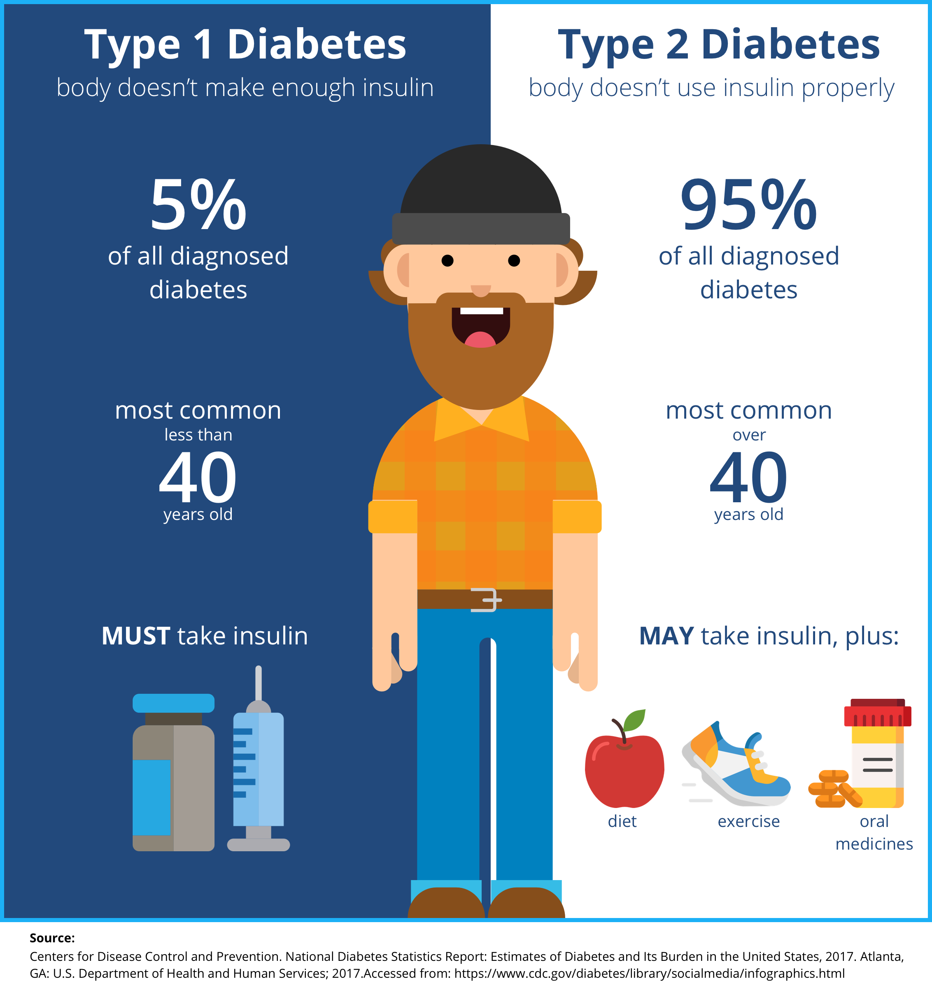 Type 1 Diabetes
body doesn’t make enough insulin
5%
of all diagnosed
diabetes
most common
less than
40
years old
MUST take insulin
Type 2 Diabetes
body doesn’t use insulin properly
95%
of all diagnosed
diabetes
most common
over
40
years old
MAY take insulin, plus:
diet
exercise
oral
medicines
Source:
Centers for Disease Control and Prevention. National Diabetes Statistics Report: Estimates of Diabetes and Its Burden in the United States, 2017. Atlanta,
GA: U.S. Department of Health and Human Services; 2017.Accessed from: https://www.cdc.gov/diabetes/library/socialmedia/infographics.html